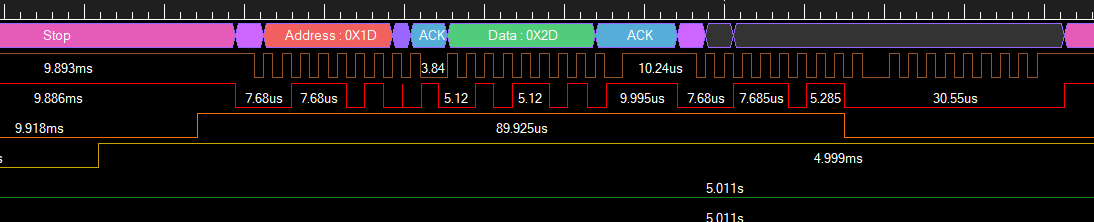 Stop Address : 0X1D ACK Data : 0X2D ACK
9.893ms 3.84 10.24us
9.886ms 7.68us 7.68us 5.12 5.12 9.995us 7.68us 7.685us 5.285 30.55us
9.918ms 89.925us
s 4.999ms
5.011s
5.011s